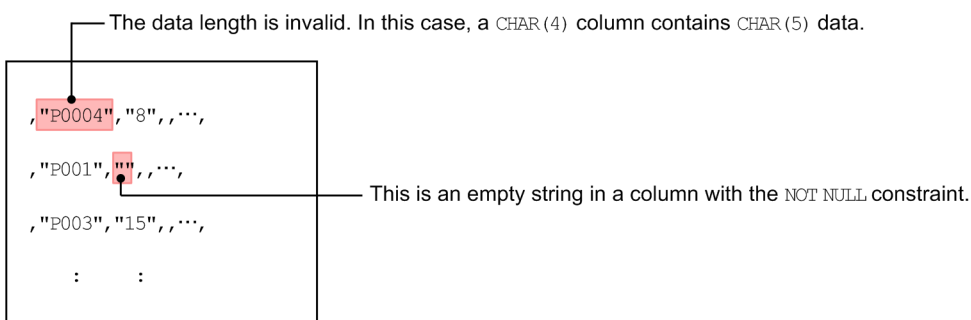 The data length is invalid. In this case, a CHAR(4) column contains CHAR(5) data.
,"P0004","8",,…,
,"P001","",,…,
This is an empty string in a column with the NOT NULL constraint.
,"P003","15",,…,
: :